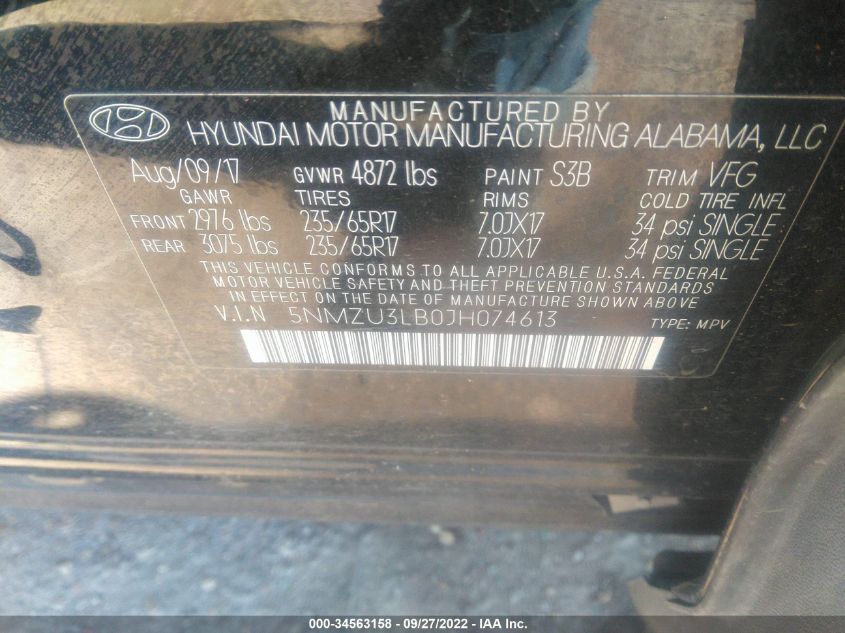 MANUFACTURED BY
HYUNDAI MOTOR MANUFACTURING ALABAMA, LLC
Aug/09/17 GVWR 4872 lbs PAINT S3B TRIM VFG
GAWR TIRES RIMS COLD TIRE INFL
FRONT 2976 lbs 235/65R17 7.0JX17 34 psi SINGLE
REAR 3075 lbs 235/65R17 7.0JX17 34 psi SINGLE
THIS VEHICLE CONFORMS TO ALL APPLICABLE U.S.A. FEDERAL
MOTOR VEHICLE SAFETY AND THEFT PREVENTION STANDARDS
IN EFFECT ON THE DATE OF MANUFACTURE SHOWN ABOVE.
V.I.N 5NMZU3LB0JH074613 TYPE: MPV
000-34563158 - 09/27/2022 - IAA Inc.